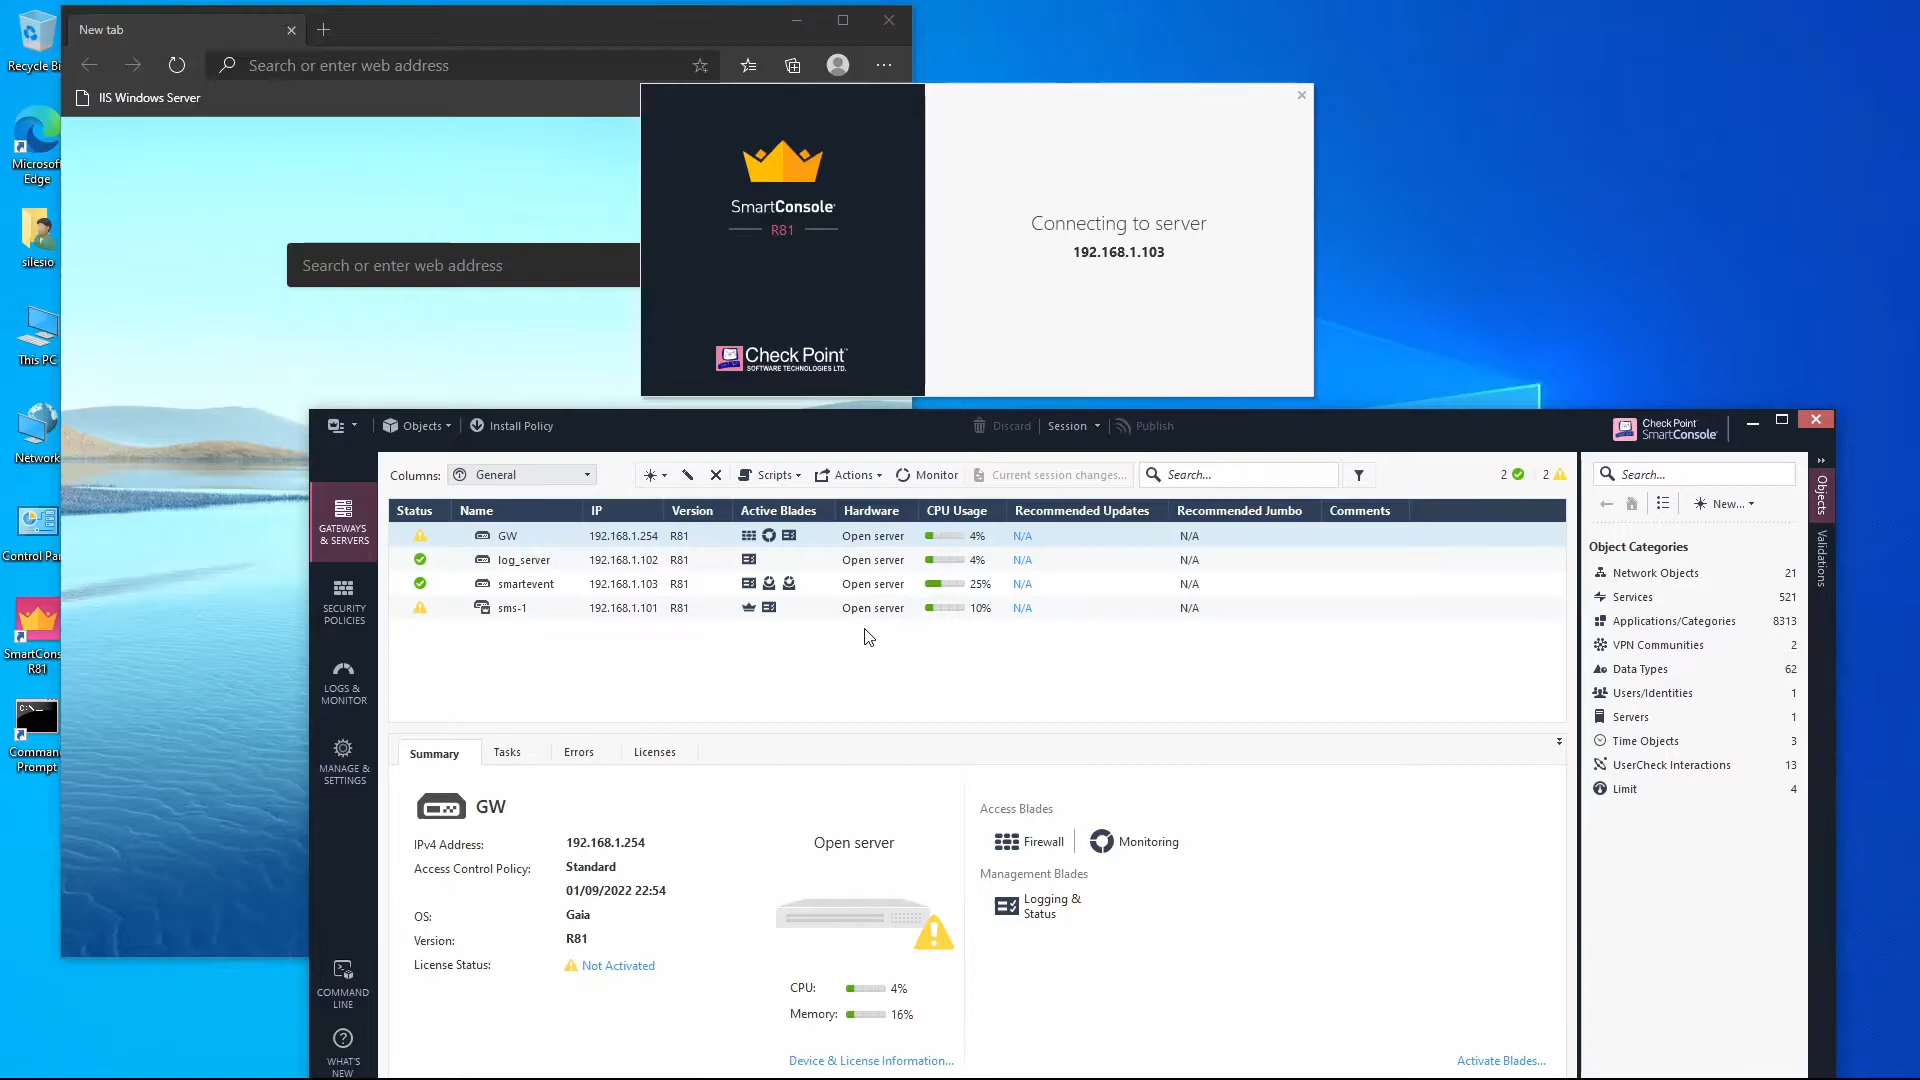 Recycle Bi
Microsof
Edge
silesio
This PC
Network
Control Pa
SmartCons
R81
C:\_
Command
Prompt
New tab
Search or enter web address
IIS Windows Server
Search or enter web address
SmartConsole
R81
Check Point
SOFTWARE TECHNOLOGIES LTD.
Connecting to server
192.168.1.103
Objects
Install Policy
Discard
Session
Publish
Check Point
SmartConsole
GATEWAYS
& SERVERS
SECURITY
POLICIES
LOGS &
MONITOR
MANAGE &
SETTINGS
COMMAND
LINE
WHAT'S
NEW
Columns: General Scripts Actions Monitor Current session changes... Search... 2 2
Status Name IP Version Active Blades Hardware CPU Usage Recommended Updates Recommended Jumbo Comments
GW 192.168.1.254 R81 Open server 4% N/A N/A
log_server 192.168.1.102 R81 Open server 4% N/A N/A
smartevent 192.168.1.103 R81 Open server 25% N/A N/A
sms-1 192.168.1.101 R81 Open server 10% N/A N/A
Summary Tasks Errors Licenses
GW
IPv4 Address: 192.168.1.254
Access Control Policy: Standard
01/09/2022 22:54
OS: Gaia
Version: R81
License Status: Not Activated
Open server
CPU: 4%
Memory: 16%
Device & License Information...
Access Blades
Firewall
Monitoring
Management Blades
Logging &
Status
Activate Blades...
Search...
New...
Object Categories
Network Objects 21
Services 521
Applications/Categories 8313
VPN Communities 2
Data Types 62
Users/Identities 1
Servers 1
Time Objects 3
UserCheck Interactions 13
Limit 4
Objects
Validations